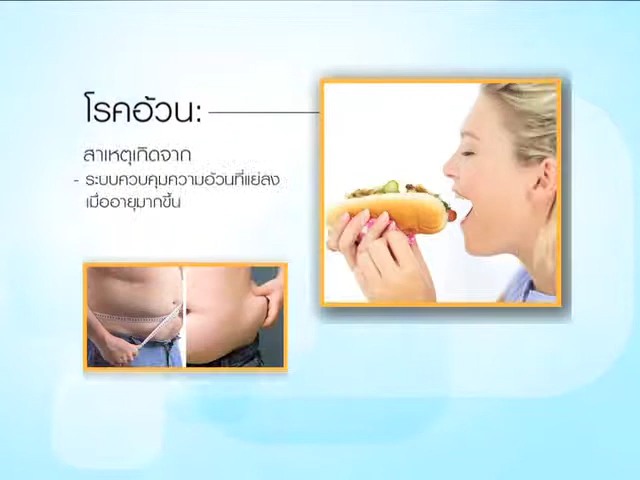 โรคอ้วน:
สาเหตุเกิดจาก
- ระบบควบคุมความอ้วนที่แย่ลง
เมื่ออายุมากขึ้น